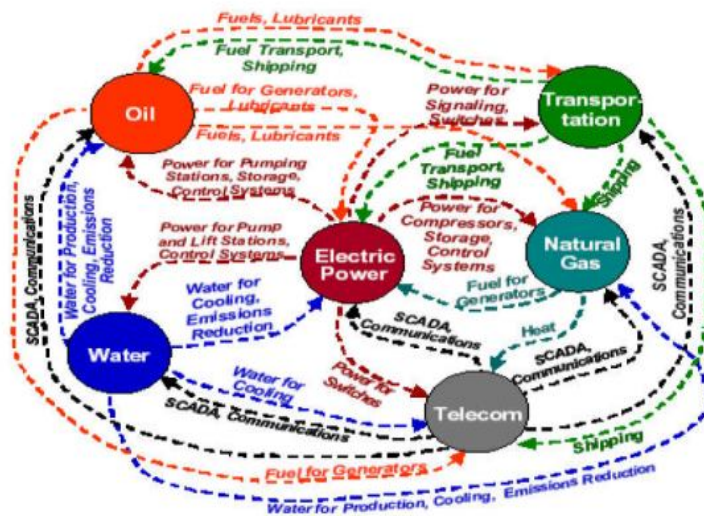 Fuels, Lubricants
Fuel Transport,
Shipping
Oil
Fuel for Generators,
Lubricants
Power for
Signaling,
Switches
Transpor-
tation
Fuels, Lubricants
Power for Pumping
Stations, Storage,
Control Systems
Fuel
Transport,
Shipping
Shipping
SCADA, Communications
Water for Production,
Cooling, Emissions
Reduction
Power for Pump
and Lift Stations,
Control Systems
Electric
Power
Power for
Compressors,
Storage,
Control
Systems
Natural
Gas
SCADA,
Communications
Water for
Cooling,
Emissions
Reduction
Fuel for
Generators
Water
SCADA,
Communications
Heat
SCADA,
Communications
Water for
Cooling
Power for
Switches
Telecom
SCADA, Communications
Shipping
Fuel for Generators
Water for Production, Cooling, Emissions Reduction